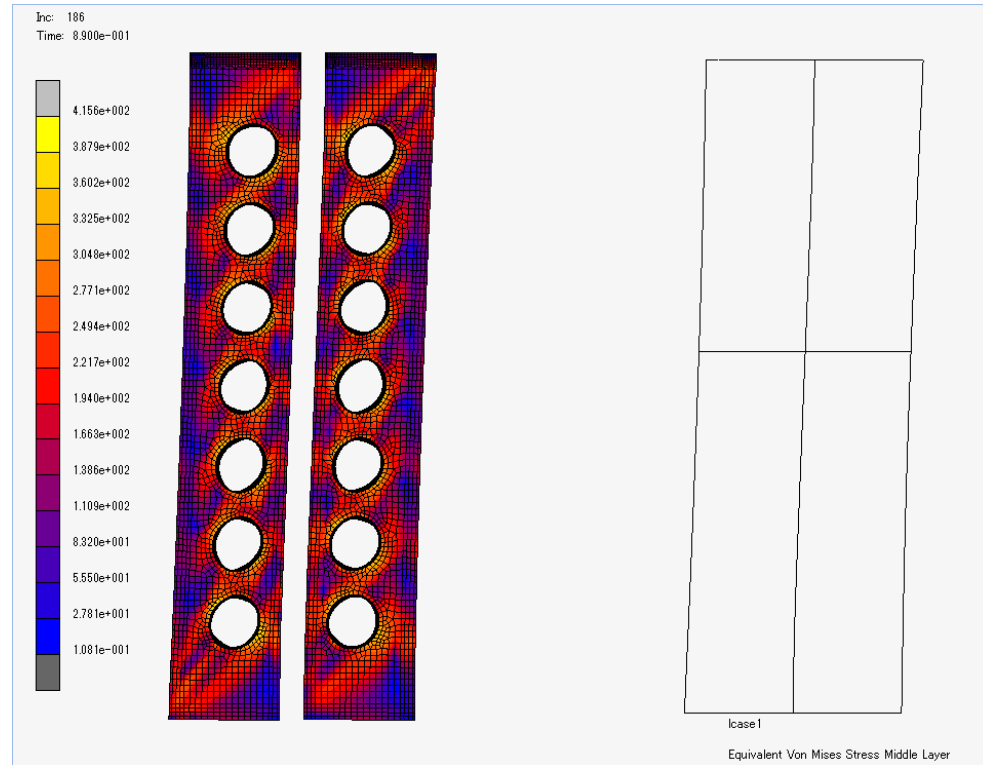 Inc: 186
Time: 8.900e-001
4.156e+002
3.879e+002
3.602e+002
3.325e+002
3.048e+002
2.771e+002
2.494e+002
2.217e+002
1.940e+002
1.663e+002
1.386e+002
1.109e+002
8.320e+001
5.550e+001
2.781e+001
1.081e-001
lcase1
Equivalent Von Mises Stress Middle Layer